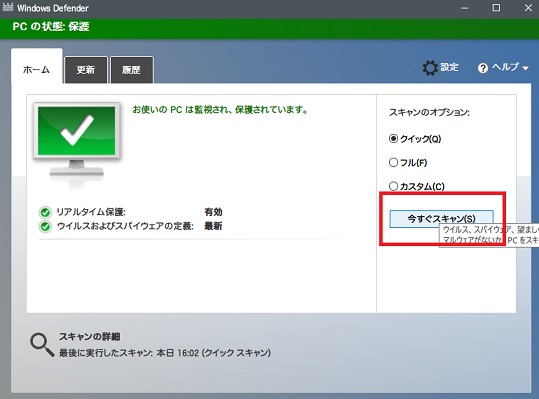 Windows Defender
PC の状態: 保護
ホーム
更新
履歴
設定
ヘルプ
お使いの PC は監視され、保護されています。
スキャンのオプション:
クイック(Q)
フル(F)
カスタム(C)
今すぐスキャン(S)
ウイルス、スパイウェア、望まし
マルウェアがないか、PC をスキ
リアルタイム保護: 有効
ウイルスおよびスパイウェアの定義: 最新
スキャンの詳細
最後に実行したスキャン: 本日 16:02 (クイック スキャン)